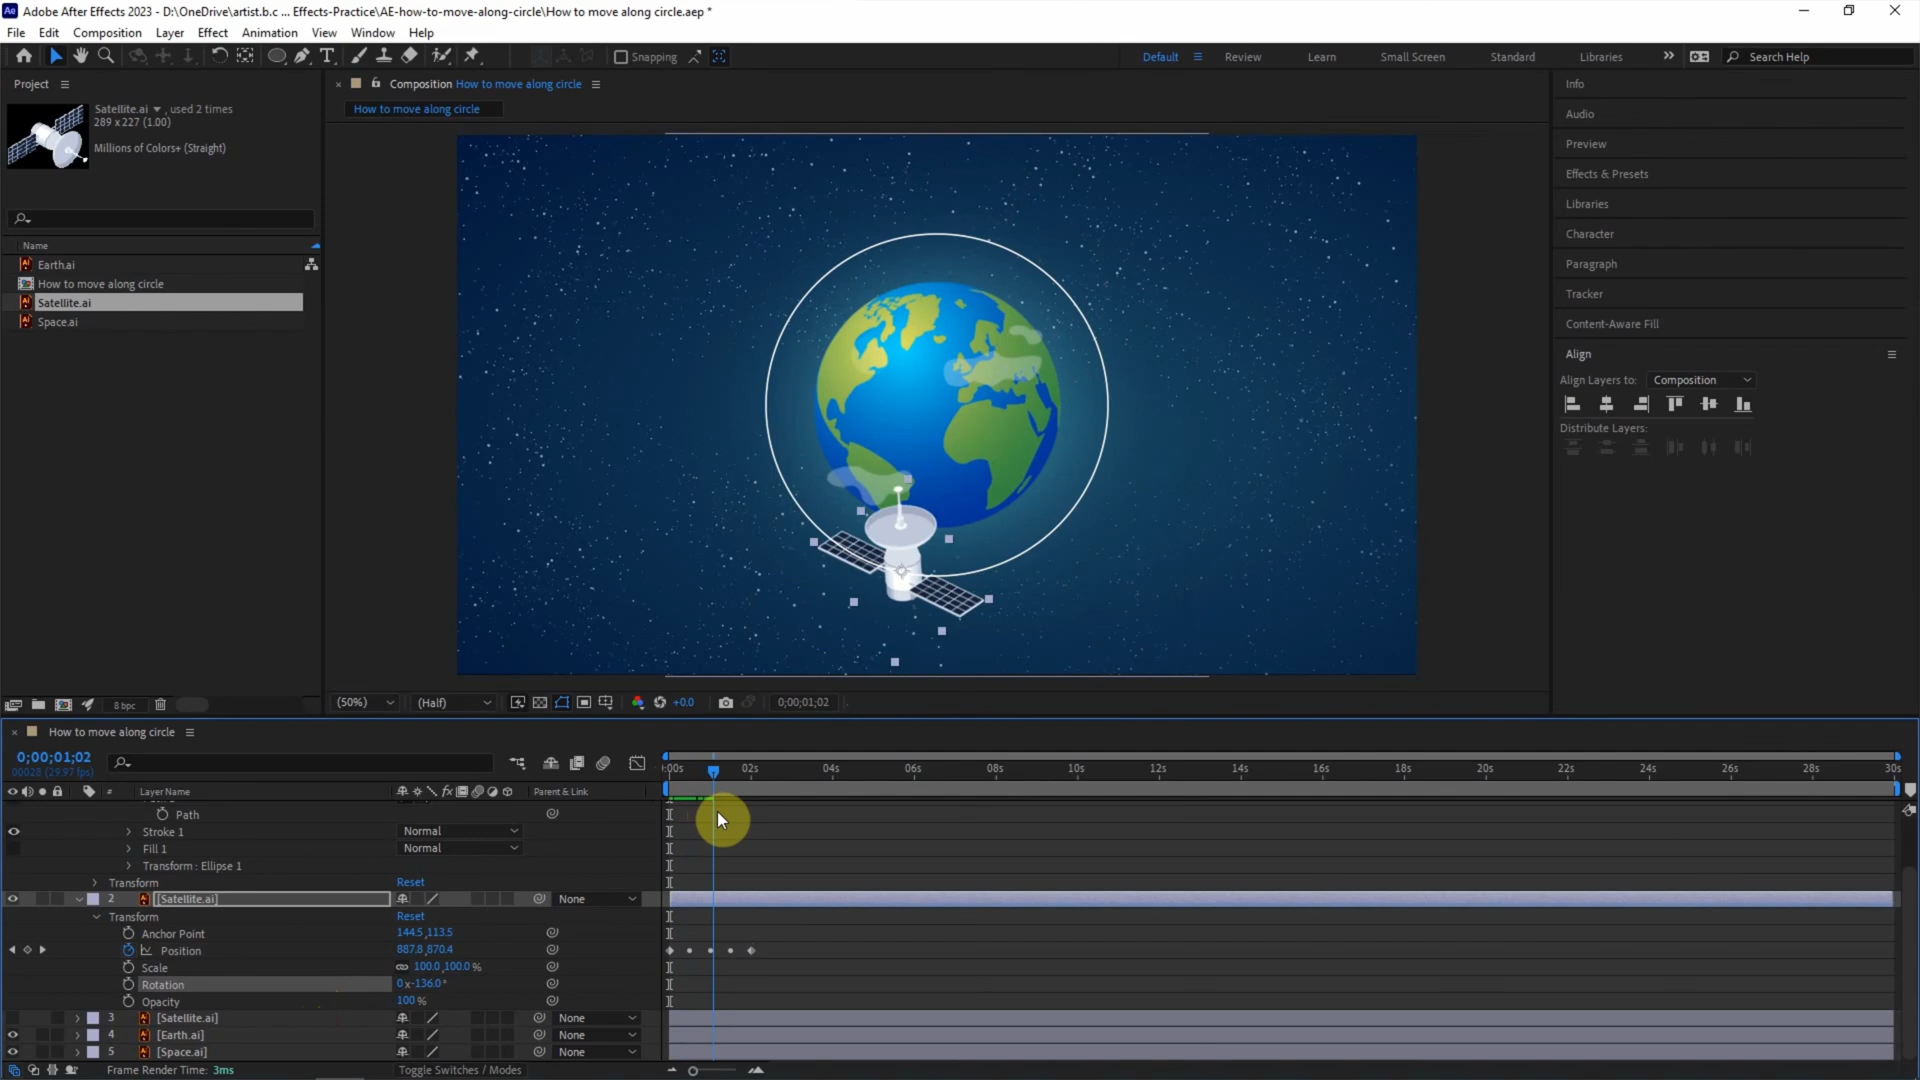 Adobe After Effects 2023 - D:\OneDrive\artist.b.c ... Effects-Practice\AE-how-to-move-along-circle\How to move along circle.aep *
File Edit Composition Layer Effect Animation View Window Help
Snapping Default Review Learn Small Screen Standard Libraries Search Help
Project
Satellite.ai , used 2 times
289 x 227 (1.00)
Millions of Colors+ (Straight)
Name
Earth.ai
How to move along circle
Satellite.ai
Space.ai
8 bpc
Composition How to move along circle
How to move along circle
(50%) (Half) +0.0 0;00;01;02
Info
Audio
Preview
Effects & Presets
Libraries
Character
Paragraph
Tracker
Content-Aware Fill
Align
Align Layers to: Composition
Distribute Layers:
How to move along circle
0;00;01;02
00028 (29.97 fps)
:00s 02s 04s 06s 08s 10s 12s 14s 16s 18s 20s 22s 24s 26s 28s 30s
# Layer Name Parent & Link
Path
Stroke 1 Normal
Fill 1 Normal
Transform : Ellipse 1
Transform Reset
2 [Satellite.ai] None
Transform Reset
Anchor Point 144.5,113.5
Position 887.8,870.4
Scale 100.0,100.0 %
Rotation 0x-136.0°
Opacity 100 %
3 [Satellite.ai] None
4 [Earth.ai] None
5 [Space.ai] None
Frame Render Time: 3ms Toggle Switches / Modes